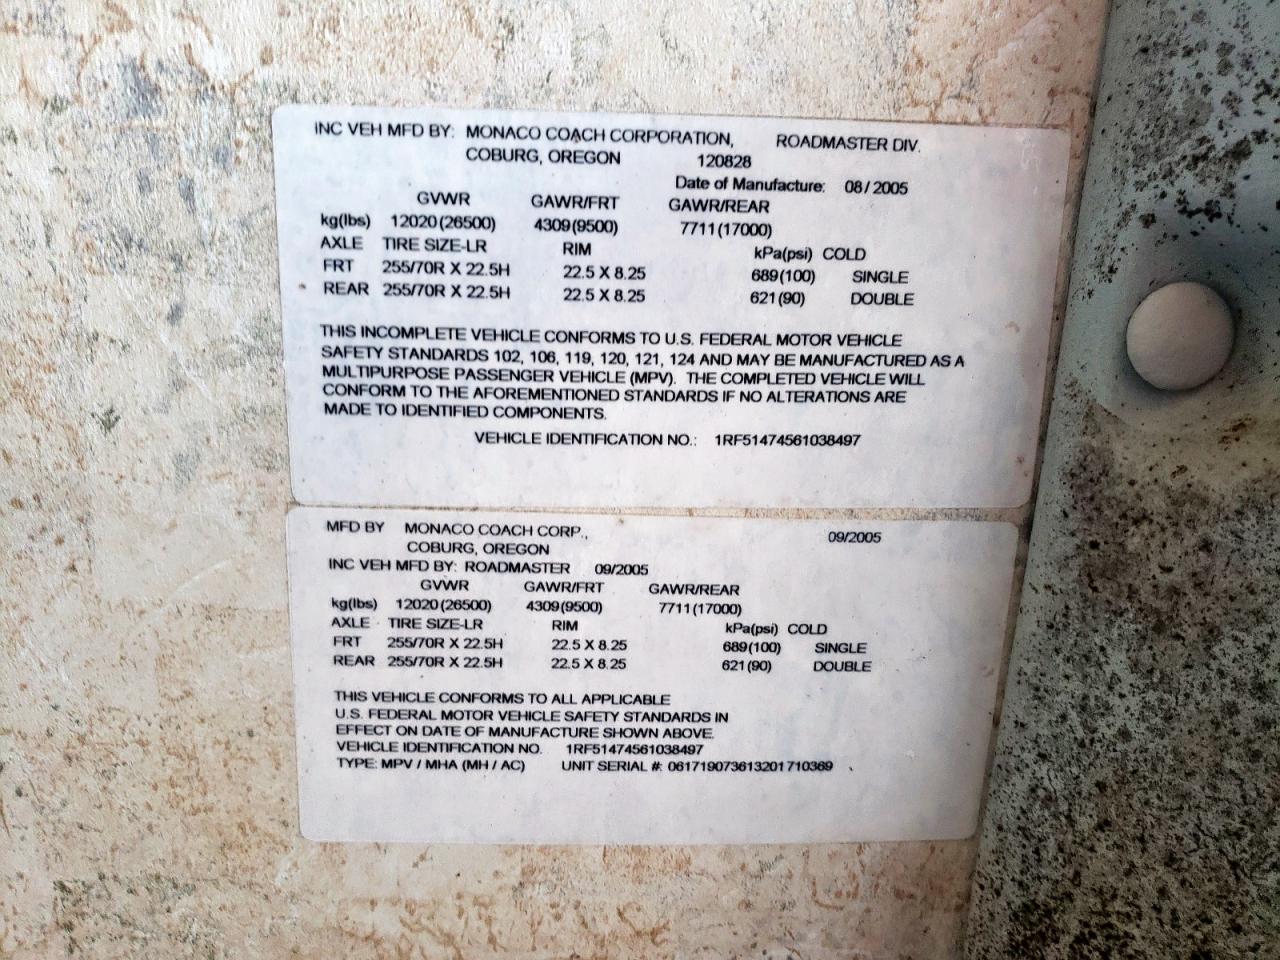 INC VEH MFD BY: MONACO COACH CORPORATION, ROADMASTER DIV.
COBURG, OREGON 120828
Date of Manufacture: 08/2005
GVWR GAWR/FRT GAWR/REAR
kg(lbs) 12020(26500) 4309(9500) 7711(17000)
AXLE TIRE SIZE-LR RIM kPa(psi) COLD
FRT 255/70R X 22.5H 22.5 X 8.25 689(100) SINGLE
REAR 255/70R X 22.5H 22.5 X 8.25 621(90) DOUBLE
THIS INCOMPLETE VEHICLE CONFORMS TO U.S. FEDERAL MOTOR VEHICLE
SAFETY STANDARDS 102, 106, 119, 120, 121, 124 AND MAY BE MANUFACTURED AS A
MULTIPURPOSE PASSENGER VEHICLE (MPV). THE COMPLETED VEHICLE WILL
CONFORM TO THE AFOREMENTIONED STANDARDS IF NO ALTERATIONS ARE
MADE TO IDENTIFIED COMPONENTS.
VEHICLE IDENTIFICATION NO.: 1RF51474561038497
MFD BY MONACO COACH CORP., 09/2005
COBURG, OREGON
INC VEH MFD BY: ROADMASTER 09/2005
GVWR GAWR/FRT GAWR/REAR
kg(lbs) 12020(26500) 4309(9500) 7711(17000)
AXLE TIRE SIZE-LR RIM kPa(psi) COLD
FRT 255/70R X 22.5H 22.5 X 8.25 689(100) SINGLE
REAR 255/70R X 22.5H 22.5 X 8.25 621(90) DOUBLE
THIS VEHICLE CONFORMS TO ALL APPLICABLE
U.S. FEDERAL MOTOR VEHICLE SAFETY STANDARDS IN
EFFECT ON DATE OF MANUFACTURE SHOWN ABOVE.
VEHICLE IDENTIFICATION NO. 1RF51474561038497
TYPE: MPV / MHA (MH / AC) UNIT SERIAL #: 061719073613201710369